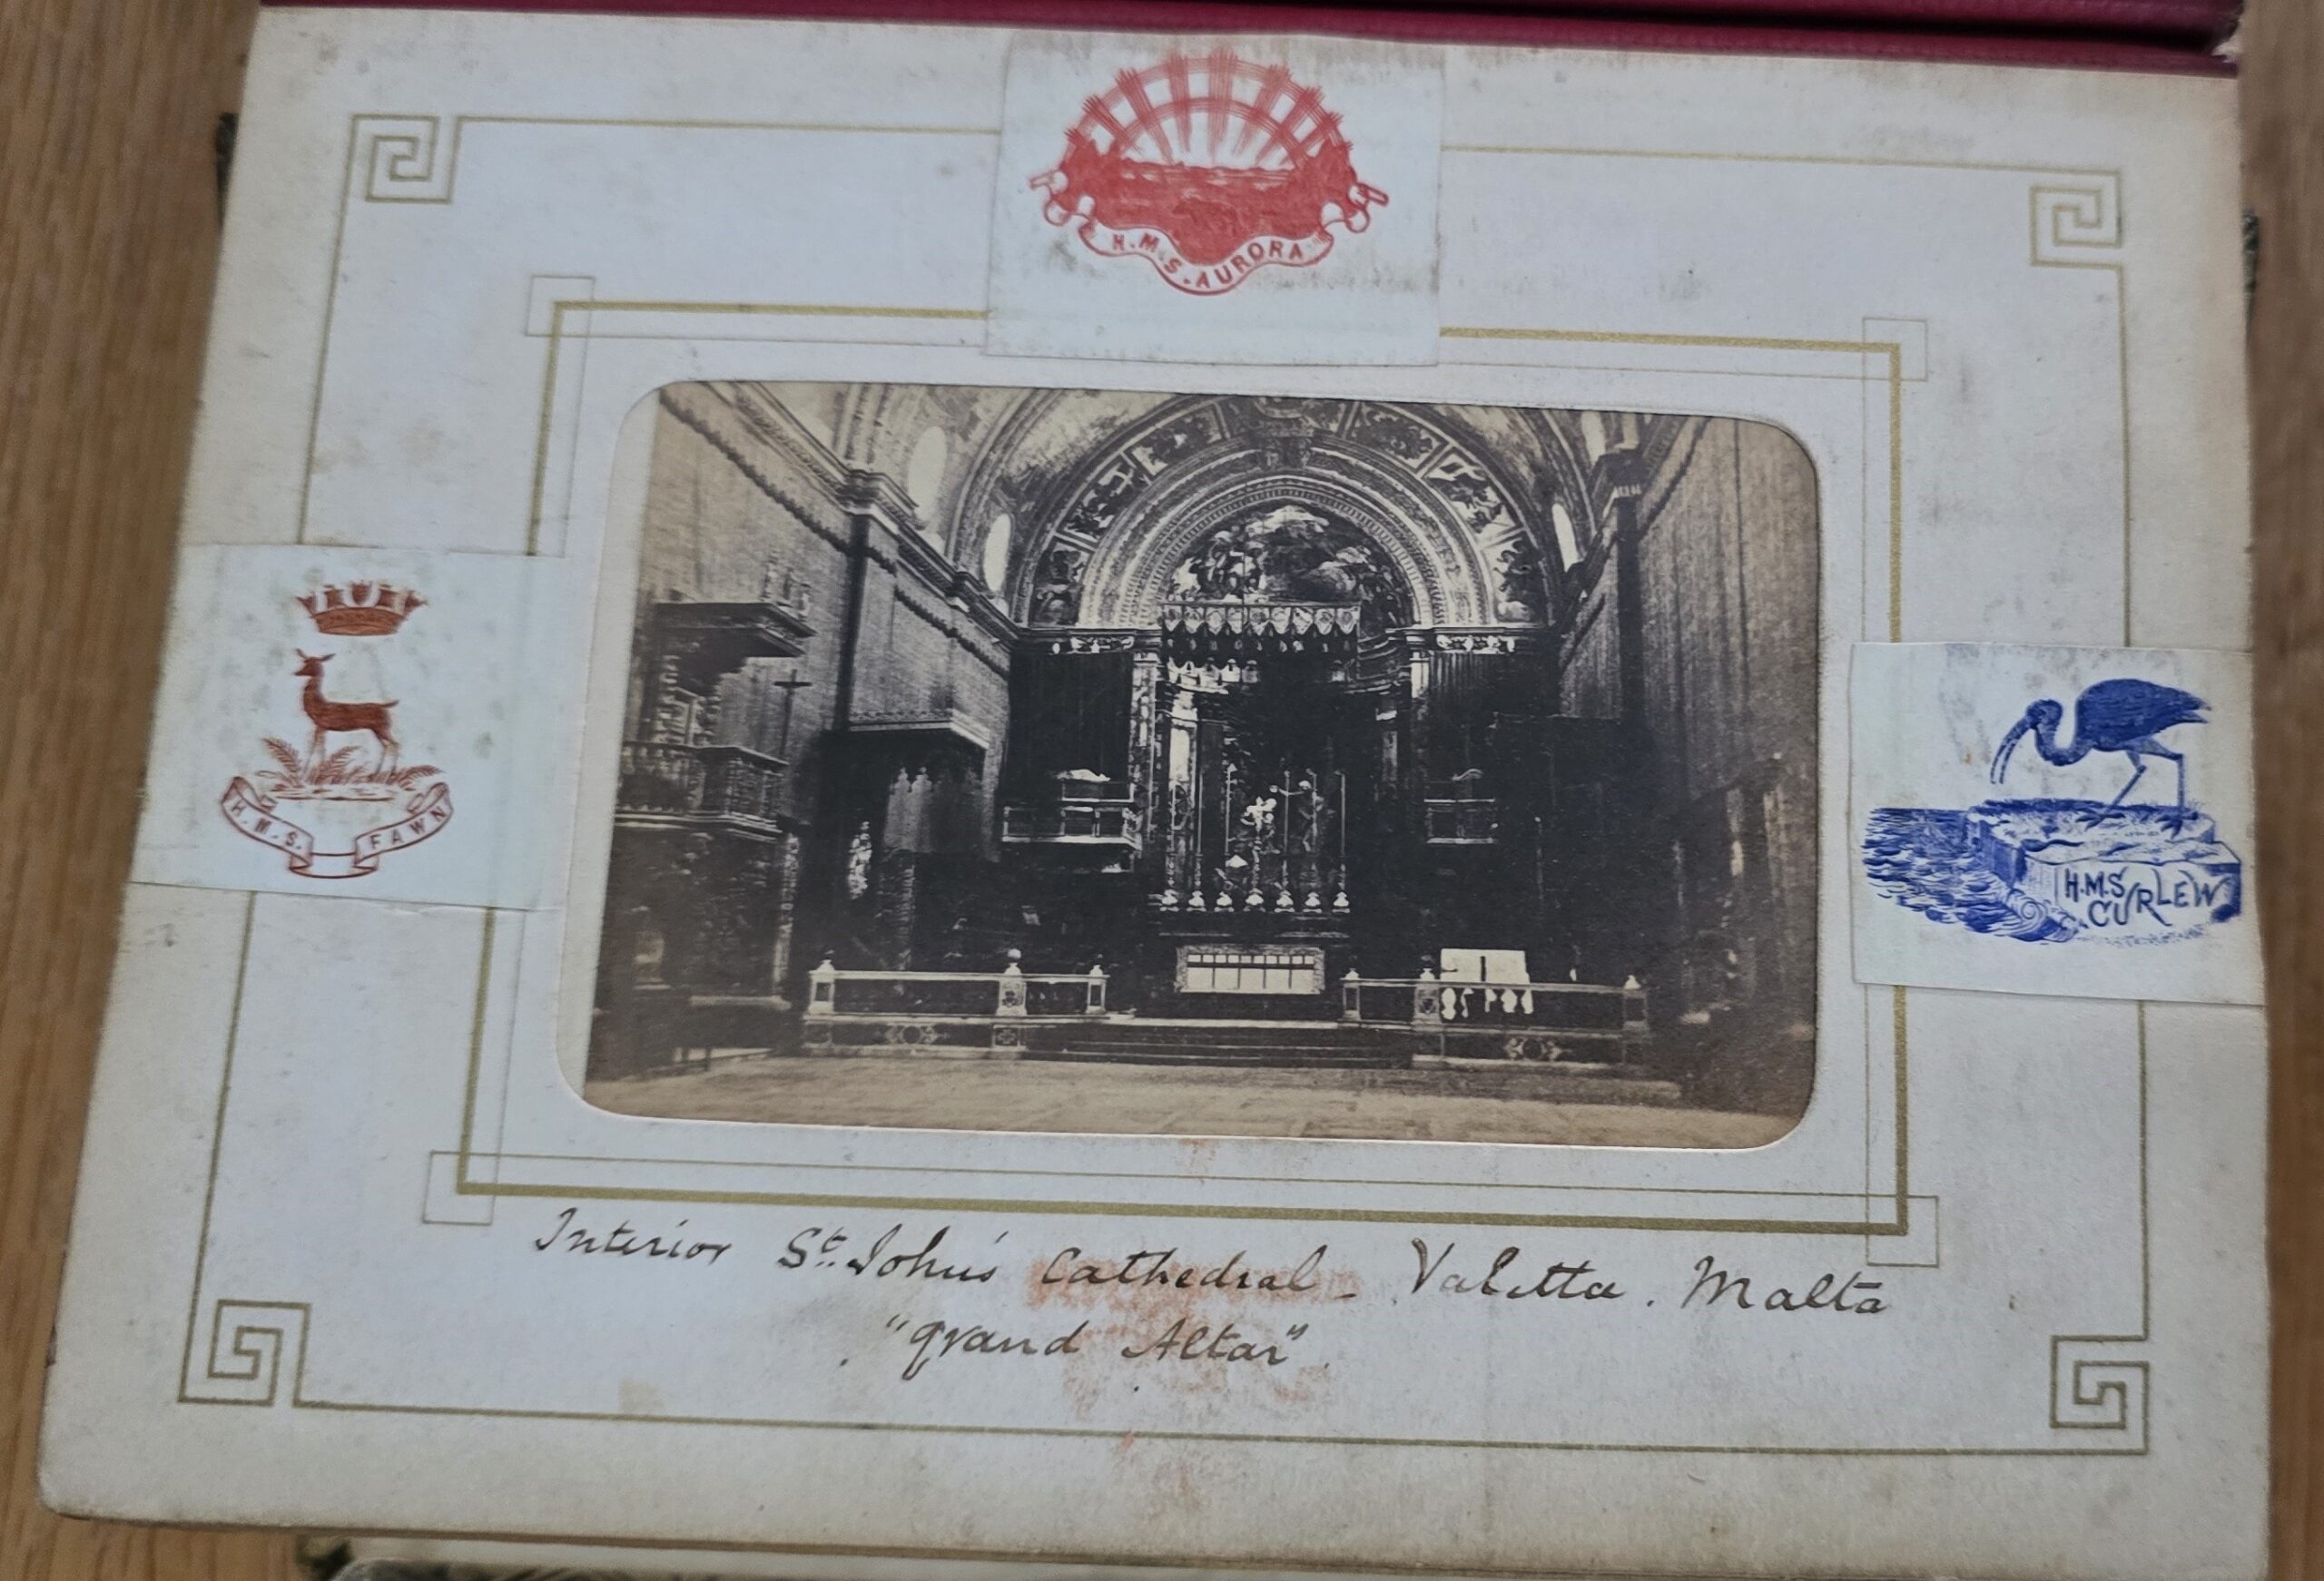 H.M.S. AURORA
H.M.S. FAWN
H.M.S
CURLEW
Interior St. John's Cathedral - Valetta. Malta
"Grand Altar".